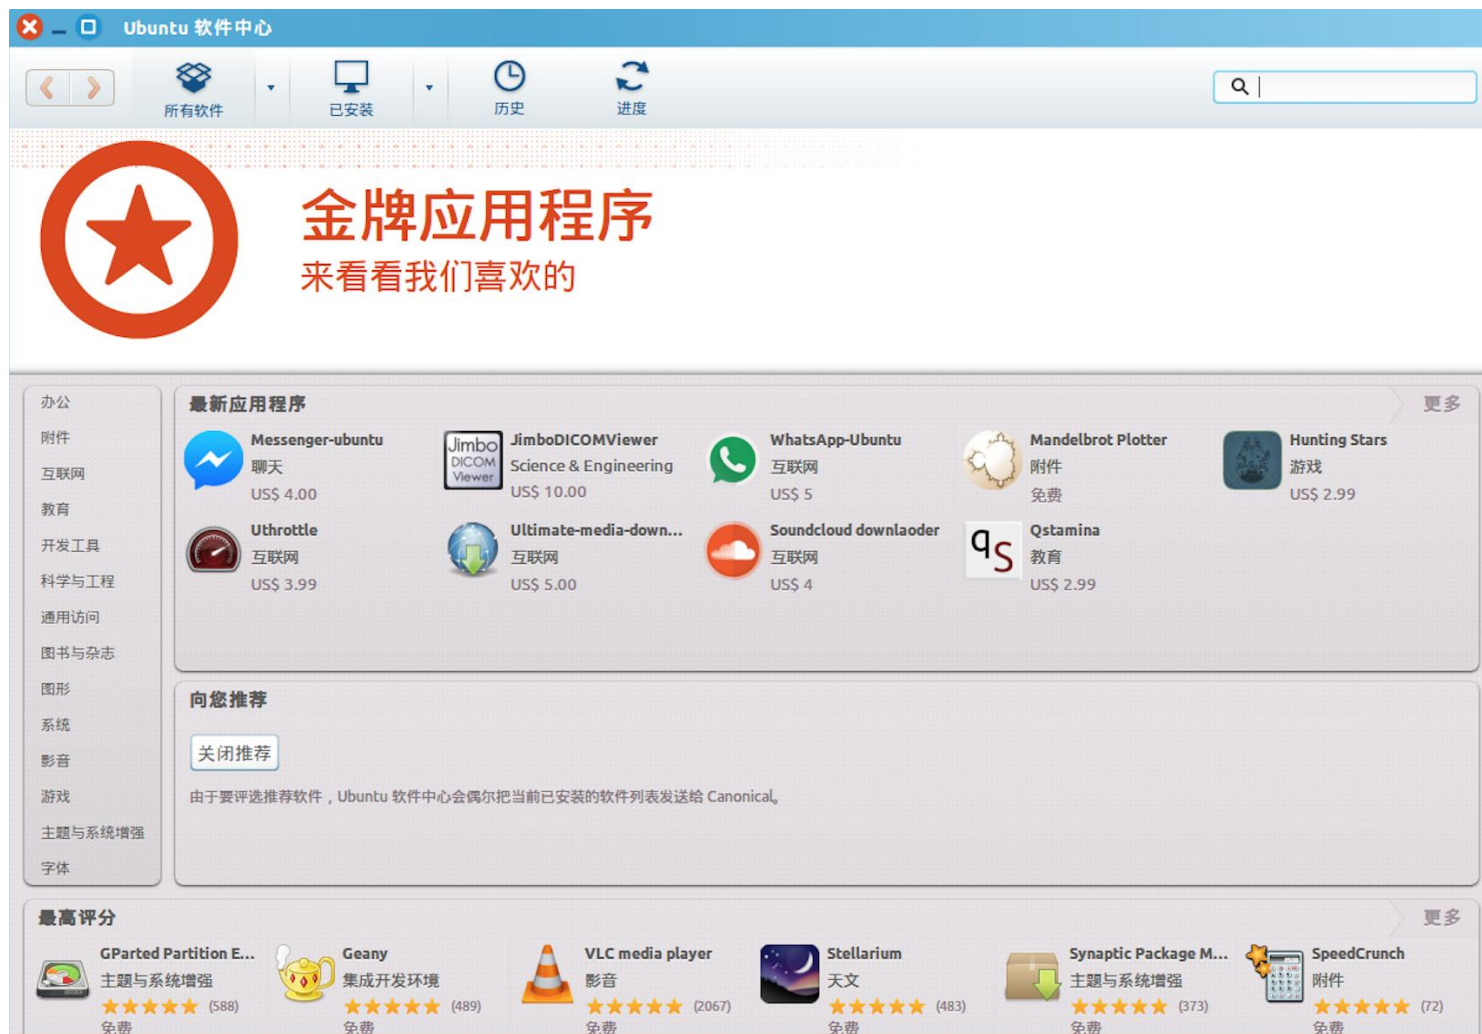 Ubuntu 软件中心
所有软件
已安装
历史
进度
金牌应用程序
来看看我们喜欢的
办公
附件
互联网
教育
开发工具
科学与工程
通用访问
图书与杂志
图形
系统
影音
游戏
主题与系统增强
字体
最新应用程序
更多
Messenger-ubuntu
聊天
US$ 4.00
Jimbo
DICOM
Viewer
JimboDICOMViewer
Science & Engineering
US$ 10.00
WhatsApp-Ubuntu
互联网
US$ 5
Mandelbrot Plotter
附件
免费
Hunting Stars
游戏
US$ 2.99
Uthrottle
互联网
US$ 3.99
Ultimate-media-down...
互联网
US$ 5.00
Soundcloud downlaoder
互联网
US$ 4
qS
Qstamina
教育
US$ 2.99
向您推荐
关闭推荐
由于要评选推荐软件，Ubuntu 软件中心会偶尔把当前已安装的软件列表发送给 Canonical。
最高评分
更多
GParted Partition E...
主题与系统增强
(588)
免费
Geany
集成开发环境
(489)
免费
VLC media player
影音
(2067)
免费
Stellarium
天文
(483)
免费
Synaptic Package M...
主题与系统增强
(373)
免费
SpeedCrunch
附件
(72)
免费